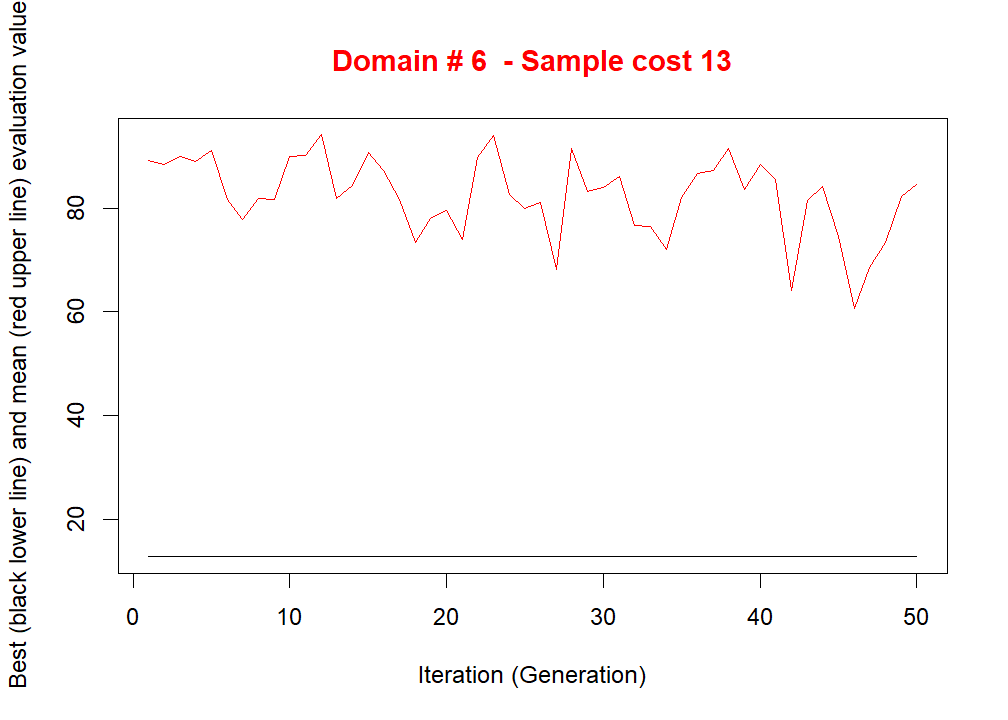 Domain # 6  - Sample cost 13
Best (black lower line) and mean (red upper line) evaluation value
80
60
40
20
0 10 20 30 40 50
Iteration (Generation)